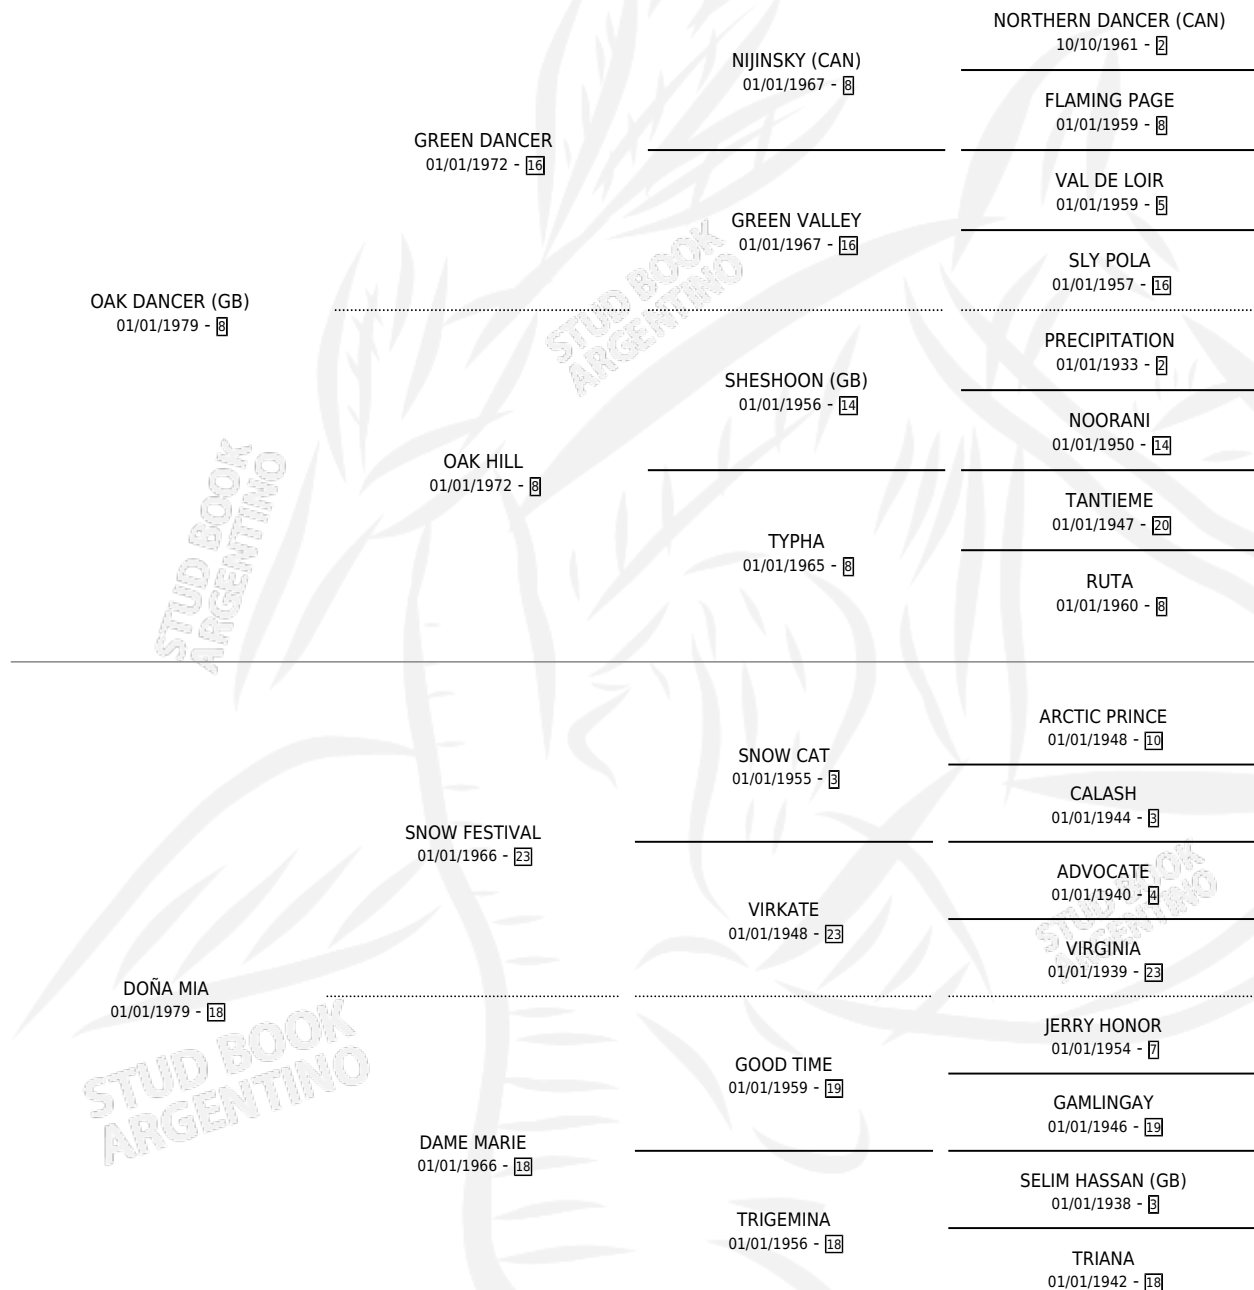 NORTHERN DANCER (CAN)
10/10/1961 - 2
NIJINSKY (CAN)
01/01/1967 - 8
FLAMING PAGE
01/01/1959 - 8
GREEN DANCER
01/01/1972 - 16
VAL DE LOIR
01/01/1959 - 5
GREEN VALLEY
01/01/1967 - 16
SLY POLA
01/01/1957 - 16
OAK DANCER (GB)
01/01/1979 - 8
STUD BOOK
ARGENTINO
PRECIPITATION
01/01/1933 - 2
SHESHOON (GB)
01/01/1956 - 14
NOORANI
01/01/1950 - 14
OAK HILL
01/01/1972 - 8
TANTIEME
01/01/1947 - 20
TYPHA
01/01/1965 - 8
RUTA
01/01/1960 - 8
STUD BOOK
ARGENTINO
ARCTIC PRINCE
01/01/1948 - 10
SNOW CAT
01/01/1955 - 3
CALASH
01/01/1944 - 3
SNOW FESTIVAL
01/01/1966 - 23
ADVOCATE
01/01/1940 - 4
VIRKATE
01/01/1948 - 23
VIRGINIA
01/01/1939 - 23
STUD BOOK
ARGENTINO
DOÑA MIA
01/01/1979 - 18
JERRY HONOR
01/01/1954 - 7
GOOD TIME
01/01/1959 - 19
GAMLINGAY
01/01/1946 - 19
STUD BOOK
ARGENTINO
DAME MARIE
01/01/1966 - 18
SELIM HASSAN (GB)
01/01/1938 - 3
TRIGEMINA
01/01/1956 - 18
TRIANA
01/01/1942 - 18